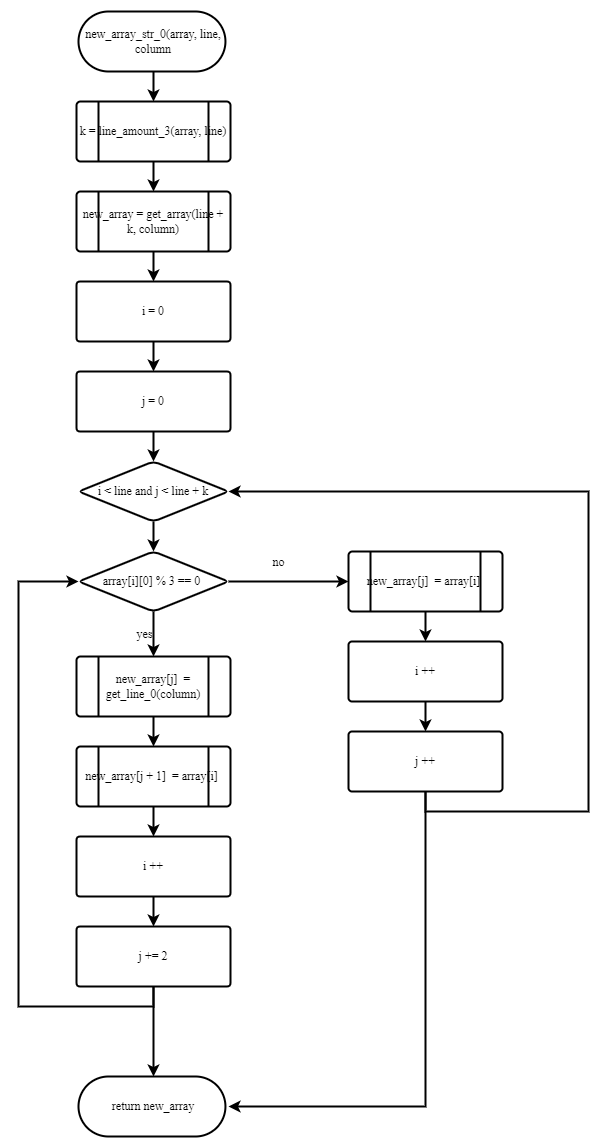 new_array_str_0(array, line,
column
k = line_amount_3(array, line)
new_array = get_array(line +
k, column)
i = 0
j = 0
i < line and j < line + k
array[i][0] % 3 == 0
no
new_array[j]  = array[i]
yes
i ++
new_array[j]  =
get_line_0(column)
j ++
new_array[j + 1]  = array[i]
i ++
j += 2
return new_array